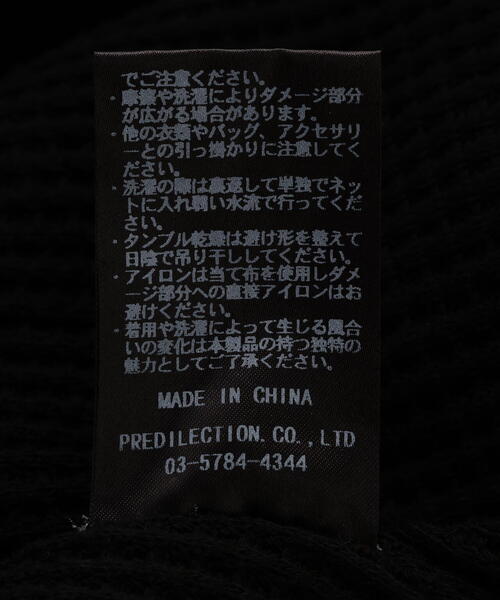 でご注意ください。
・摩擦や洗濯によりダメージ部分
が広がる場合があります。
・他の衣類やバッグ、アクセサリ
ーとの引っ掛かりに注意してく
ださい。
・洗濯の際は裏返して単独でネッ
トに入れ弱い水流で行ってくだ
さい。
・タンブル乾燥は避け形を整えて
日陰で吊り干ししてください。
・アイロンは当て布を使用しダメ
ージ部分への直接アイロンはお
避けください。
・着用や洗濯によって生じる風合
いの変化は本製品の持つ独特の
魅力としてご了承ください。
MADE IN CHINA
PREDILECTION.CO.,LTD
03-5784-4344